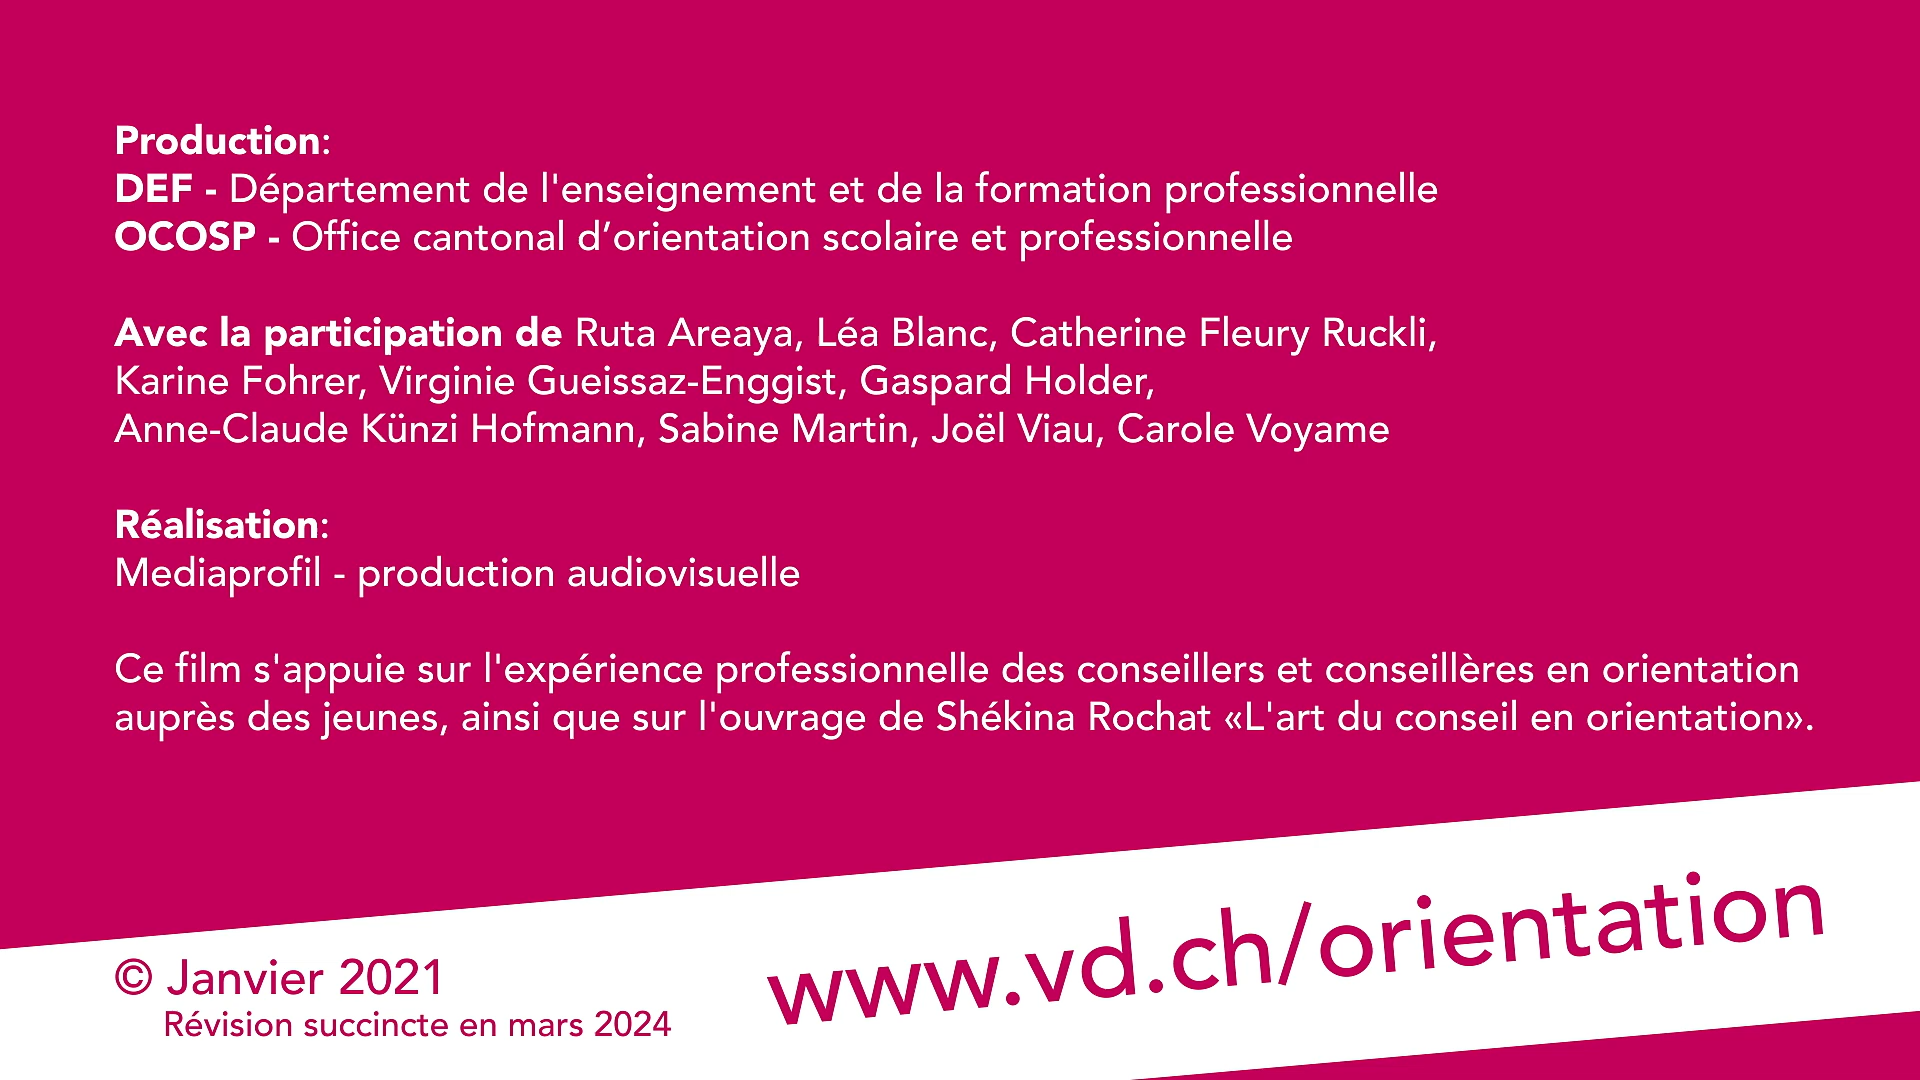 Production:
DEF - Département de l'enseignement et de la formation professionnelle
OCOSP - Office cantonal d’orientation scolaire et professionnelle
Avec la participation de Ruta Areaya, Léa Blanc, Catherine Fleury Ruckli,
Karine Fohrer, Virginie Gueissaz-Enggist, Gaspard Holder,
Anne-Claude Künzi Hofmann, Sabine Martin, Joël Viau, Carole Voyame
Réalisation:
Mediaprofil - production audiovisuelle
Ce film s'appuie sur l'expérience professionnelle des conseillers et conseillères en orientation
auprès des jeunes, ainsi que sur l'ouvrage de Shékina Rochat «L'art du conseil en orientation».
© Janvier 2021
Révision succincte en mars 2024
www.vd.ch/orientation